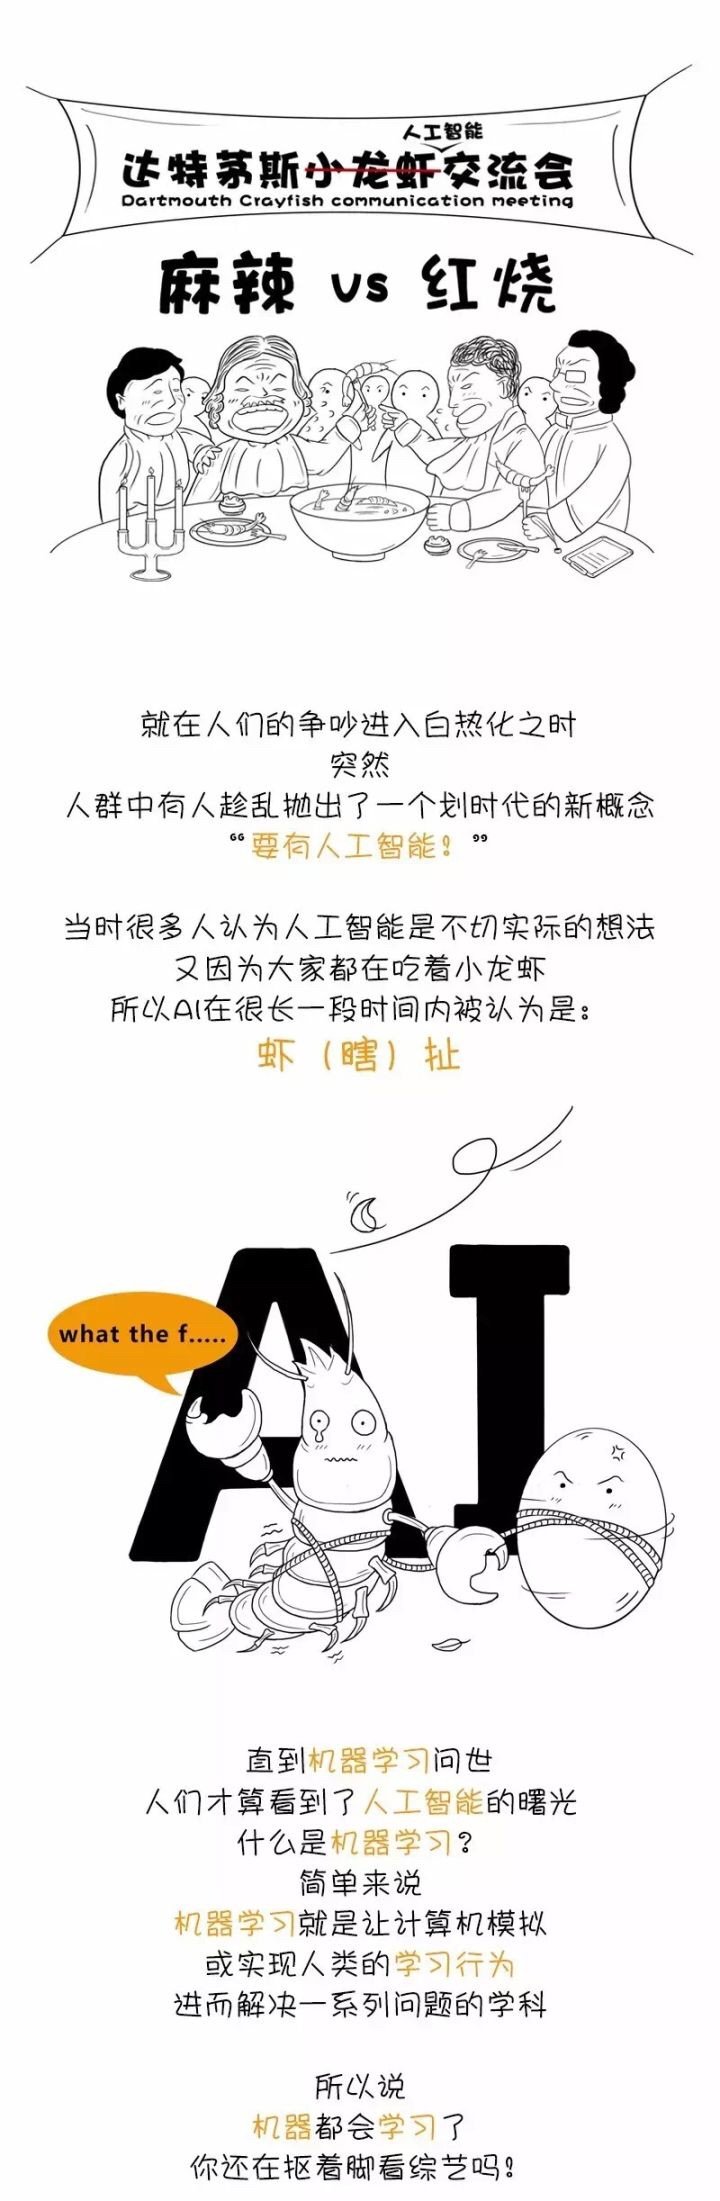 人工智能
达特茅斯小龙虾交流会
Dartmouth Crayfish communication meeting
麻辣 vs 红烧
就在人们的争吵进入白热化之时
突然
人群中有人趁乱抛出了一个划时代的新概念
“要有人工智能!”
当时很多人认为人工智能是不切实际的想法
又因为大家都在吃着小龙虾
所以AI在很长一段时间内被认为是:
虾（瞎）扯
AI
what the f.....
直到机器学习问世
人们才算看到了人工智能的曙光
什么是机器学习?
简单来说
机器学习就是让计算机模拟
或实现人类的学习行为
进而解决一系列问题的学科
所以说
机器都会学习了
你还在抠着脚看综艺吗!